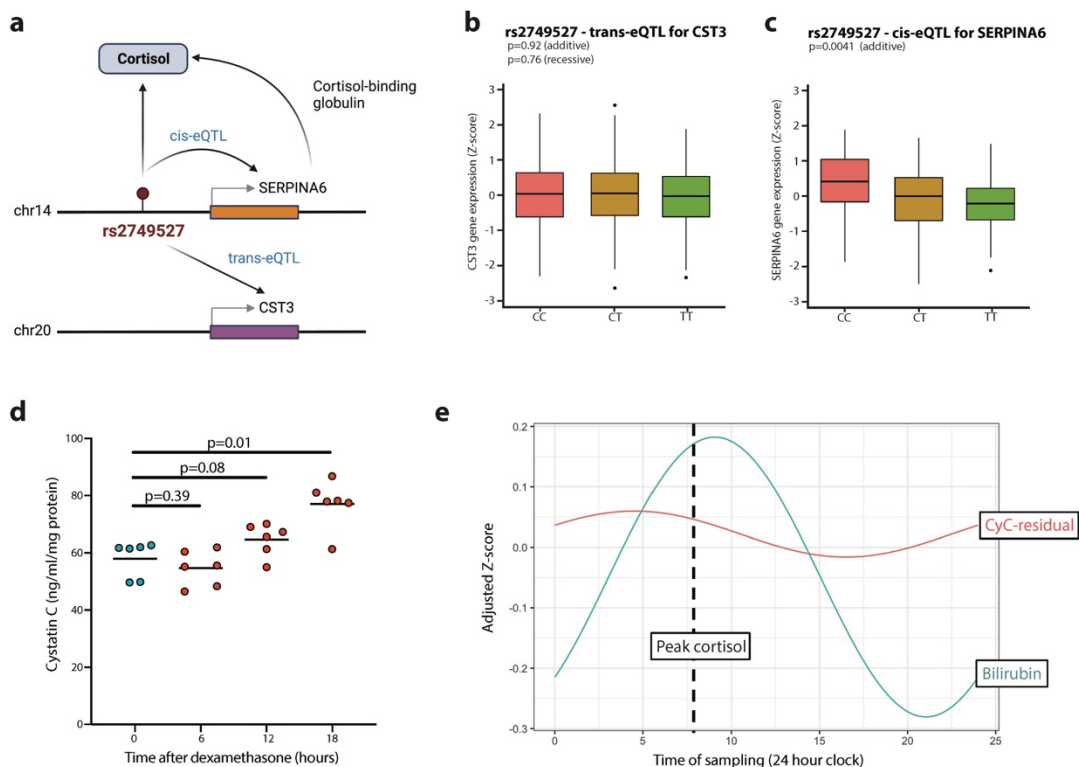 a
Cortisol
Cortisol-binding
globulin
cis-eQTL
SERPINA6
chr14
rs2749527
trans-eQTL
CST3
chr20
b
rs2749527 - trans-eQTL for CST3
p=0.92 (additive)
p=0.76 (recessive)
CST3 gene expression (Z-score)
3
2
1
0
-1
-2
-3
CC
CT
TT
c
rs2749527 - cis-eQTL for SERPINA6
p=0.0041 (additive)
SERPINA6 gene expression (Z-score)
3
2
1
0
-1
-2
-3
CC
CT
TT
d
p=0.01
p=0.08
p=0.39
Cystatin C (ng/ml/mg protein)
100
80
60
40
20
0
0
6
12
18
Time after dexamethasone (hours)
e
Adjusted Z-score
0.2
0.1
0.0
-0.1
-0.2
-0.3
CyC-residual
Peak cortisol
Bilirubin
0
5
10
15
20
25
Time of sampling (24 hour clock)